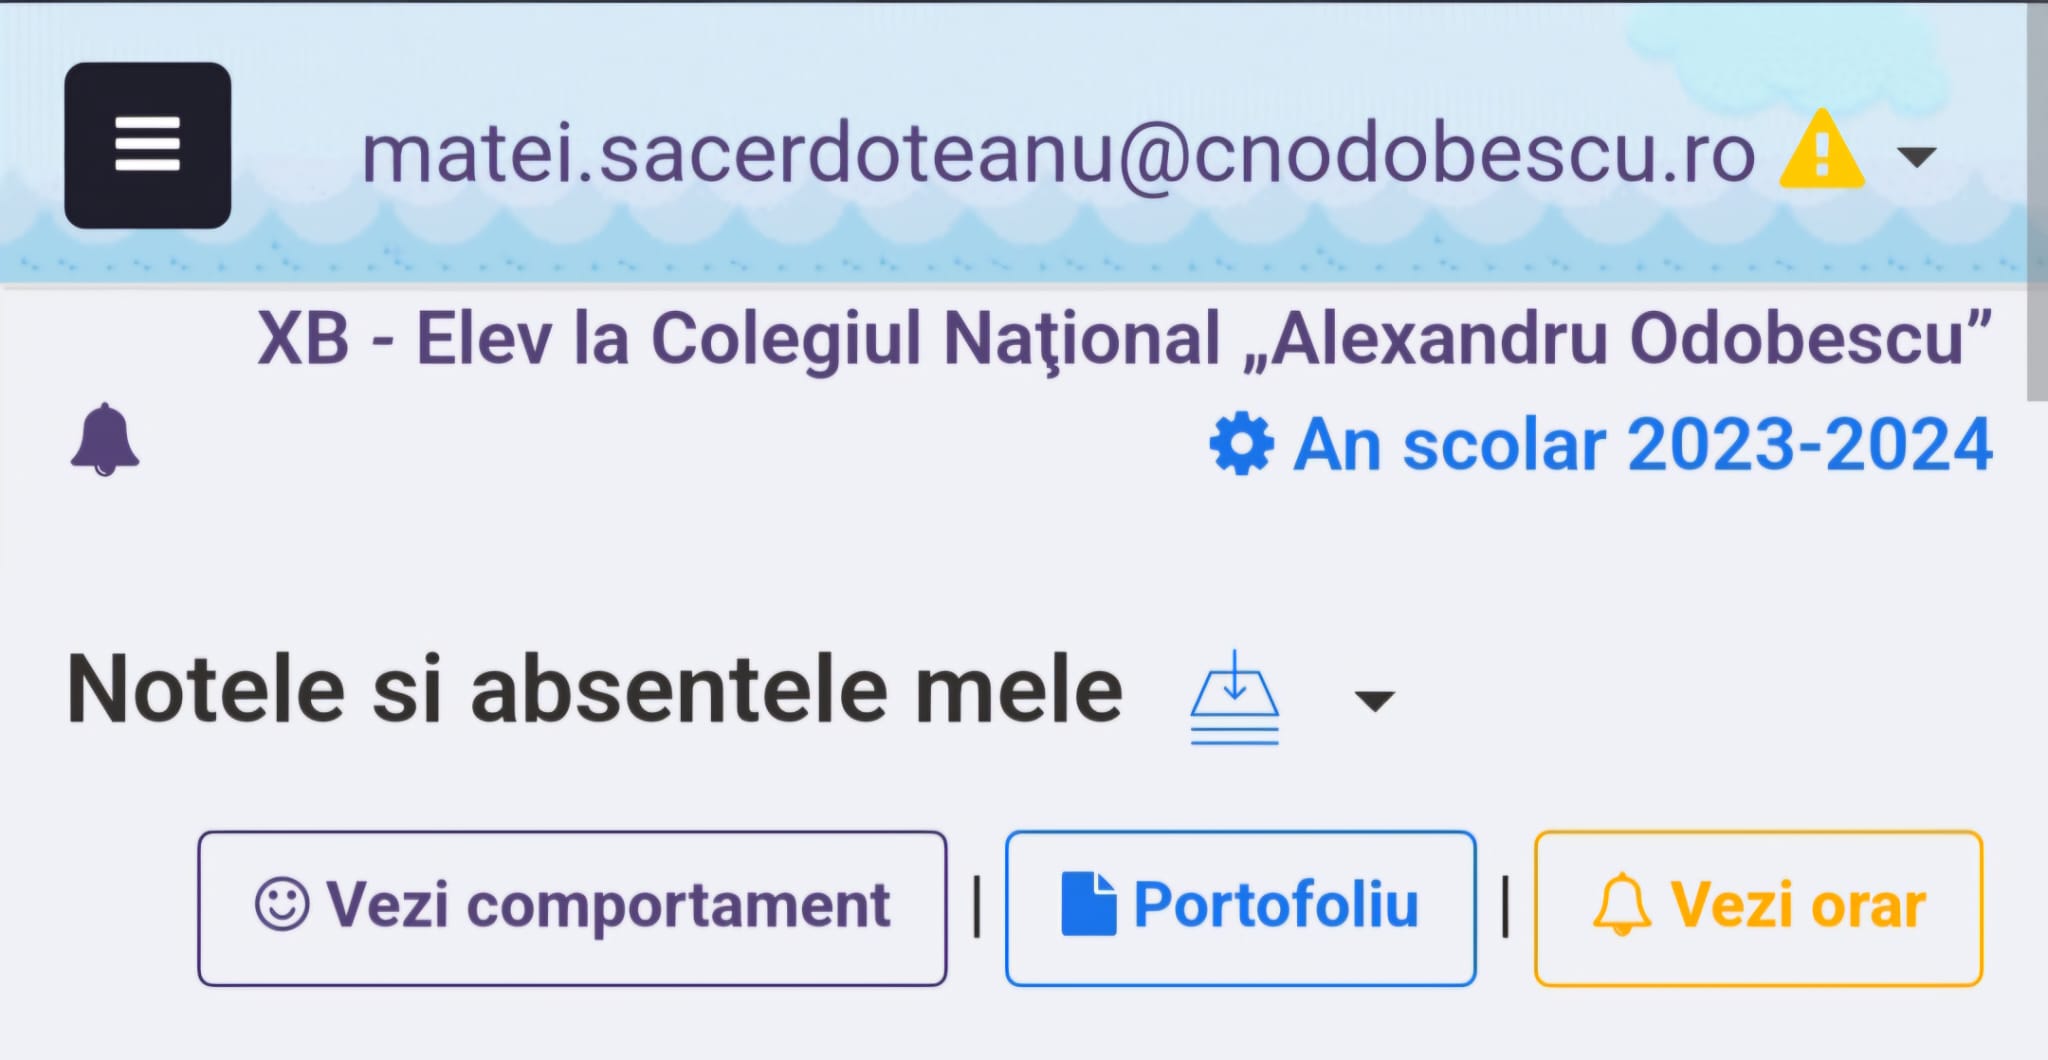 matei.sacerdoteanu@cnodobescu.ro
XB - Elev la Colegiul Naţional „Alexandru Odobescu”
An scolar 2023-2024
Notele si absentele mele
Vezi comportament | Portofoliu | Vezi orar